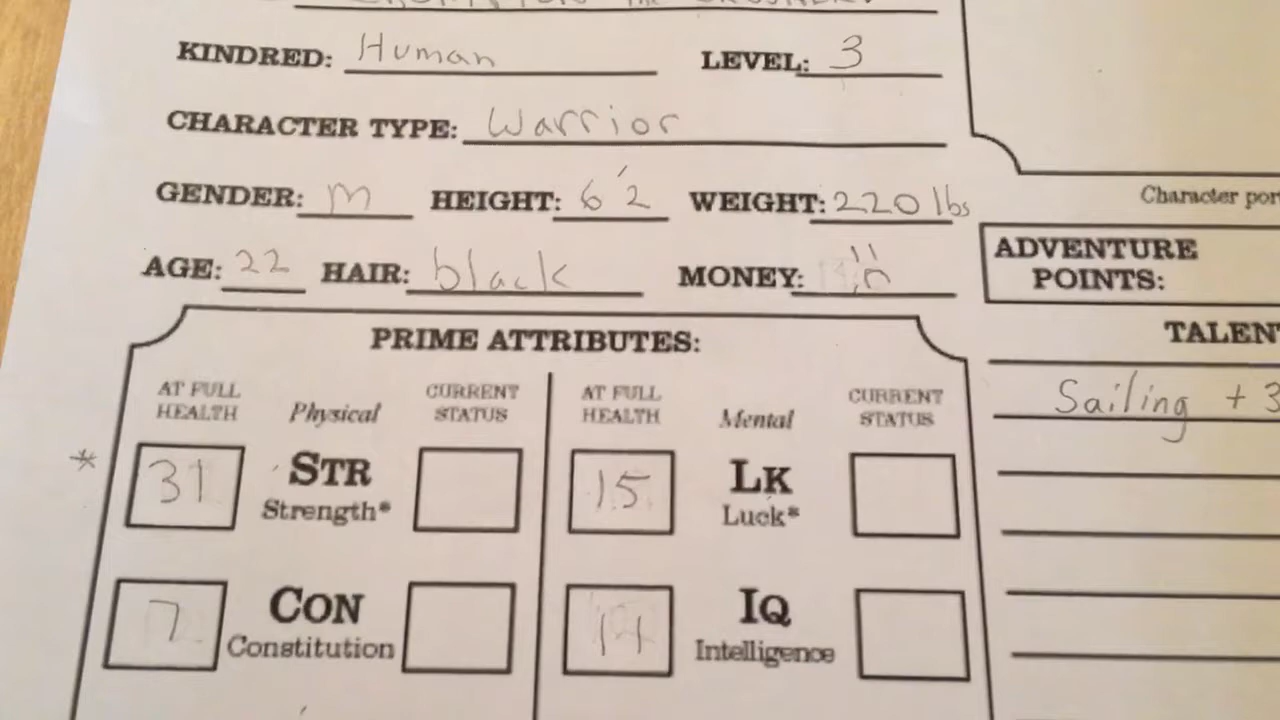 KINDRED: Human LEVEL: 3
CHARACTER TYPE: Warrior
GENDER: M HEIGHT: 6'2 WEIGHT: 220 lbs
Character por
AGE: 22 HAIR: black MONEY:
ADVENTURE
POINTS:
PRIME ATTRIBUTES:
AT FULL HEALTH Physical CURRENT STATUS AT FULL HEALTH Mental CURRENT STATUS
* 31 STR Strength* 15 LK Luck*
7 CON Constitution 14 IQ Intelligence
TALEN
Sailing +3